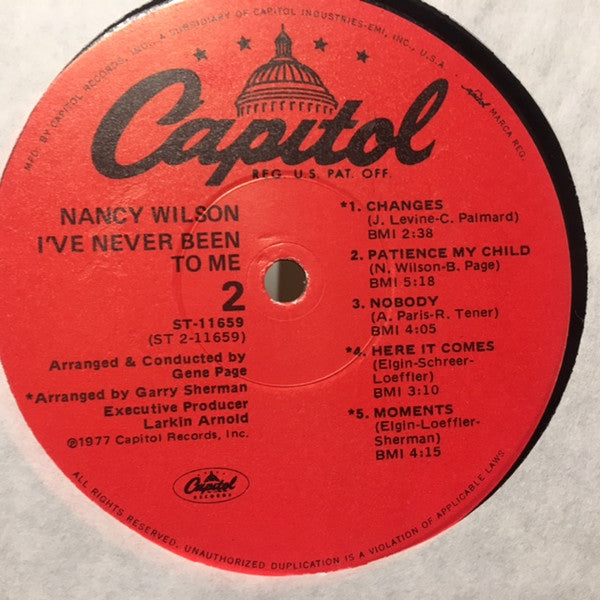 MFG. BY CAPITOL RECORDS, INC., A SUBSIDIARY OF CAPITOL INDUSTRIES-EMI, INC., U.S.A.
Capitol
MARCA REG.
REG. U.S. PAT. OFF.
NANCY WILSON
I'VE NEVER BEEN
TO ME
2
ST-11659
(ST 2-11659)
Arranged & Conducted by
Gene Page
*Arranged by Garry Sherman
Executive Producer
Larkin Arnold
℗1977 Capitol Records, Inc.
*1. CHANGES
(J. Levine-C. Palmard)
BMI 2:38
2. PATIENCE MY CHILD
(N. Wilson-B. Page)
BMI 5:18
3. NOBODY
(A. Paris-R. Tener)
BMI 4:05
*4. HERE IT COMES
(Elgin-Schreer-
Loeffler)
BMI 3:10
*5. MOMENTS
(Elgin-Loeffler-
Sherman)
BMI 4:15
Capitol
RECORDS
ALL RIGHTS RESERVED. UNAUTHORIZED DUPLICATION IS A VIOLATION OF APPLICABLE LAWS